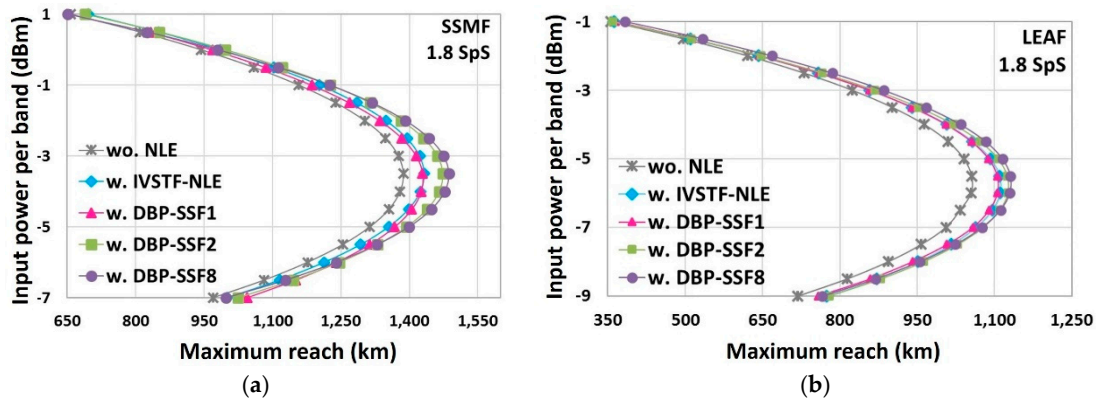 SSMF
1.8 SpS
Input power per band (dBm)
1
-1
-3
-5
-7
wo. NLE
w. IVSTF-NLE
w. DBP-SSF1
w. DBP-SSF2
w. DBP-SSF8
650 800 950 1,100 1,250 1,400 1,550
Maximum reach (km)
(a)
LEAF
1.8 SpS
Input power per band (dBm)
-1
-3
-5
-7
-9
wo. NLE
w. IVSTF-NLE
w. DBP-SSF1
w. DBP-SSF2
w. DBP-SSF8
350 500 650 800 950 1,100 1,250
Maximum reach (km)
(b)